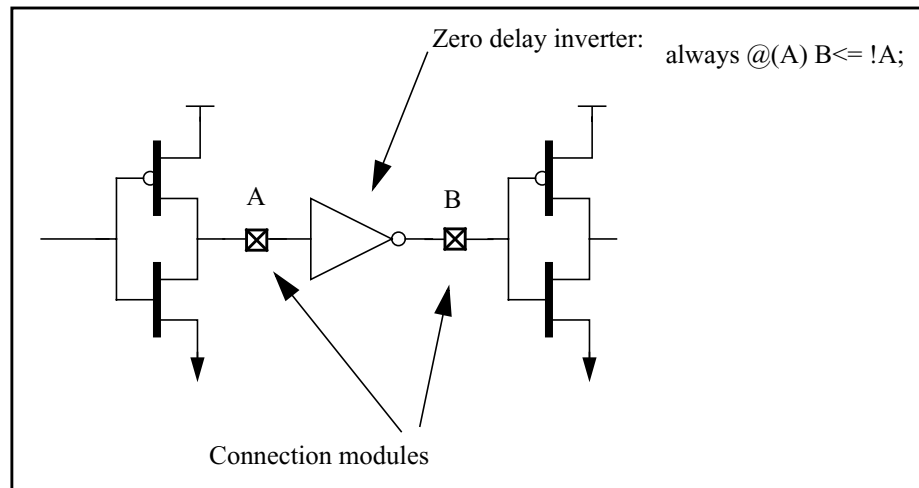 Zero delay inverter:
always @(A) B<= !A;
A
B
Connection modules